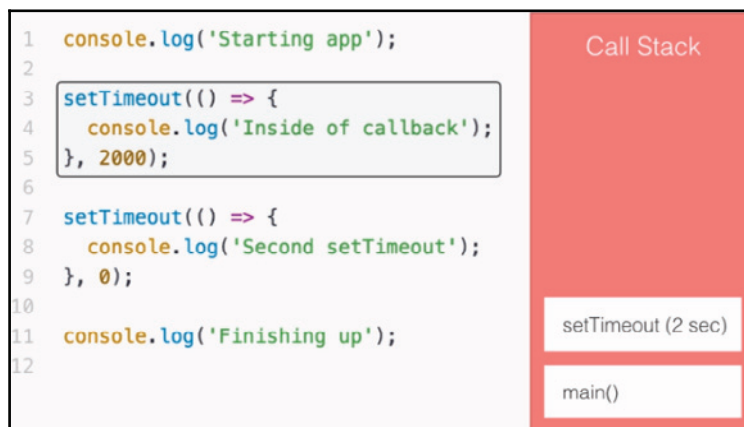 1 console.log('Starting app');
2
3 setTimeout(() => {
4   console.log('Inside of callback');
5 }, 2000);
6
7 setTimeout(() => {
8   console.log('Second setTimeout');
9 }, 0);
10
11 console.log('Finishing up');
12
Call Stack
setTimeout (2 sec)
main()